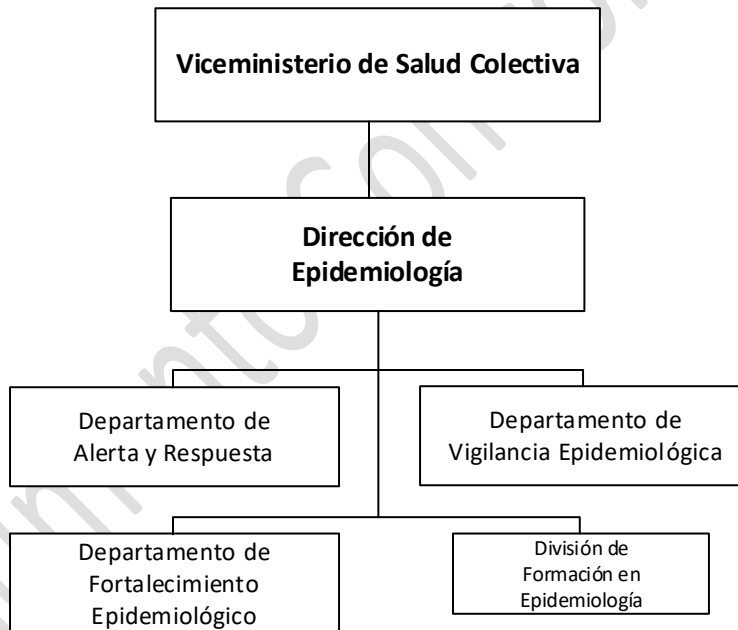 Viceministerio de Salud Colectiva
Dirección de
Epidemiología
Departamento de
Alerta y Respuesta
Departamento de
Vigilancia Epidemiológica
Departamento de
Fortalecimiento
Epidemiológico
División de
Formación en
Epidemiología